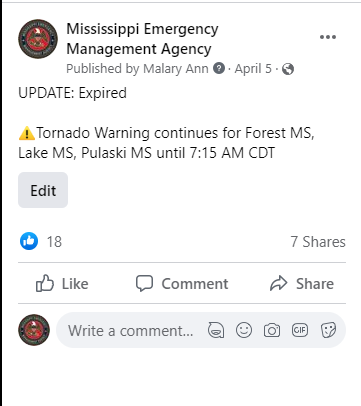 Mississippi Emergency
Management Agency
Published by Malary Ann · April 5 ·
UPDATE: Expired
⚠️Tornado Warning continues for Forest MS,
Lake MS, Pulaski MS until 7:15 AM CDT
Edit
18
7 Shares
Like
Comment
Share
Write a comment...
GIF